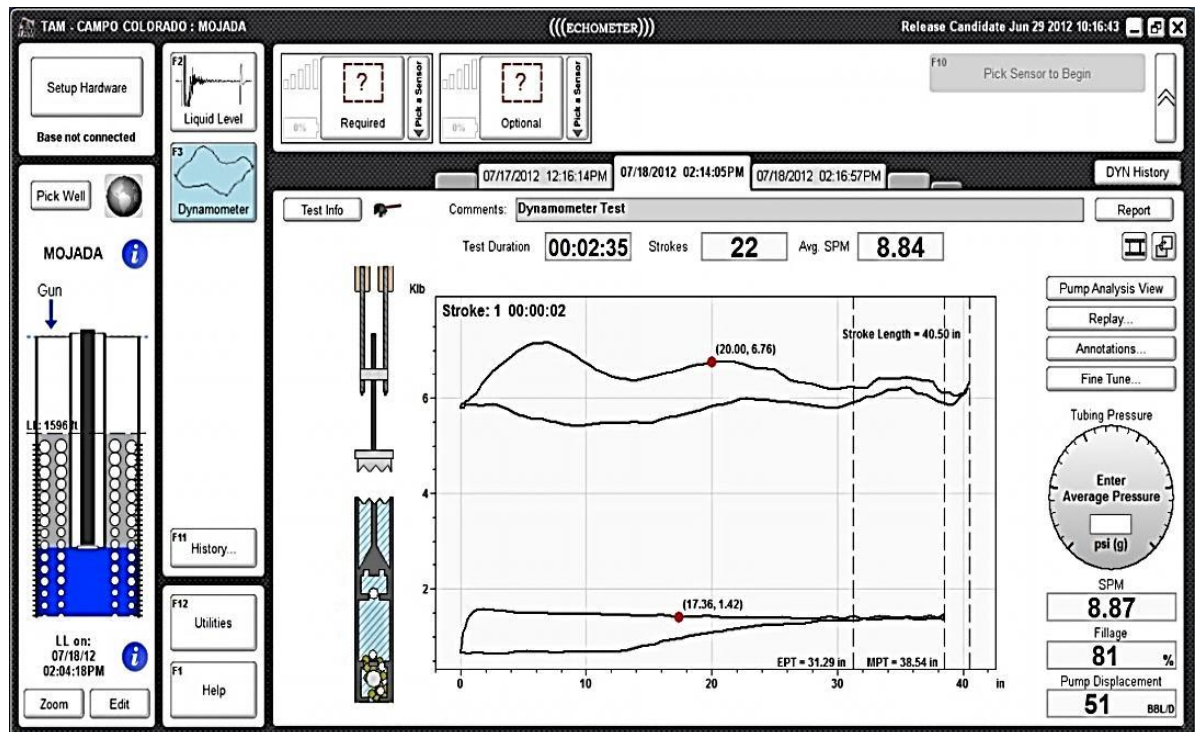 TAM - CAMPO COLORADO : MOJADA
(((ECHOMETER)))
Release Candidate Jun 29 2012 10:16:43
Setup Hardware
Base not connected
Pick Well
MOJADA
Gun
LL: 1596 ft
LL on:
07/18/12
02:04:18PM
Zoom
Edit
F2
Liquid Level
F3
Dynamometer
F11
History...
F12
Utilities
F1
Help
0%
?
Required
Pick a Sensor
0%
?
Optional
Pick a Sensor
F10
Pick Sensor to Begin
07/17/2012 12:16:14PM
07/18/2012 02:14:05PM
07/18/2012 02:16:57PM
DYN History
Test Info
Comments:
Dynamometer Test
Report
Test Duration
00:02:35
Strokes
22
Avg. SPM
8.84
Klb
Stroke: 1 00:00:02
Stroke Length = 40.50 in
(20.00, 6.76)
6
4
2
(17.36, 1.42)
EPT = 31.29 in
MPT = 38.54 in
0
10
20
30
40
in
Pump Analysis View
Replay...
Annotations...
Fine Tune...
Tubing Pressure
Enter
Average Pressure
psi (g)
SPM
8.87
Fillage
81
%
Pump Displacement
51
BBL/D